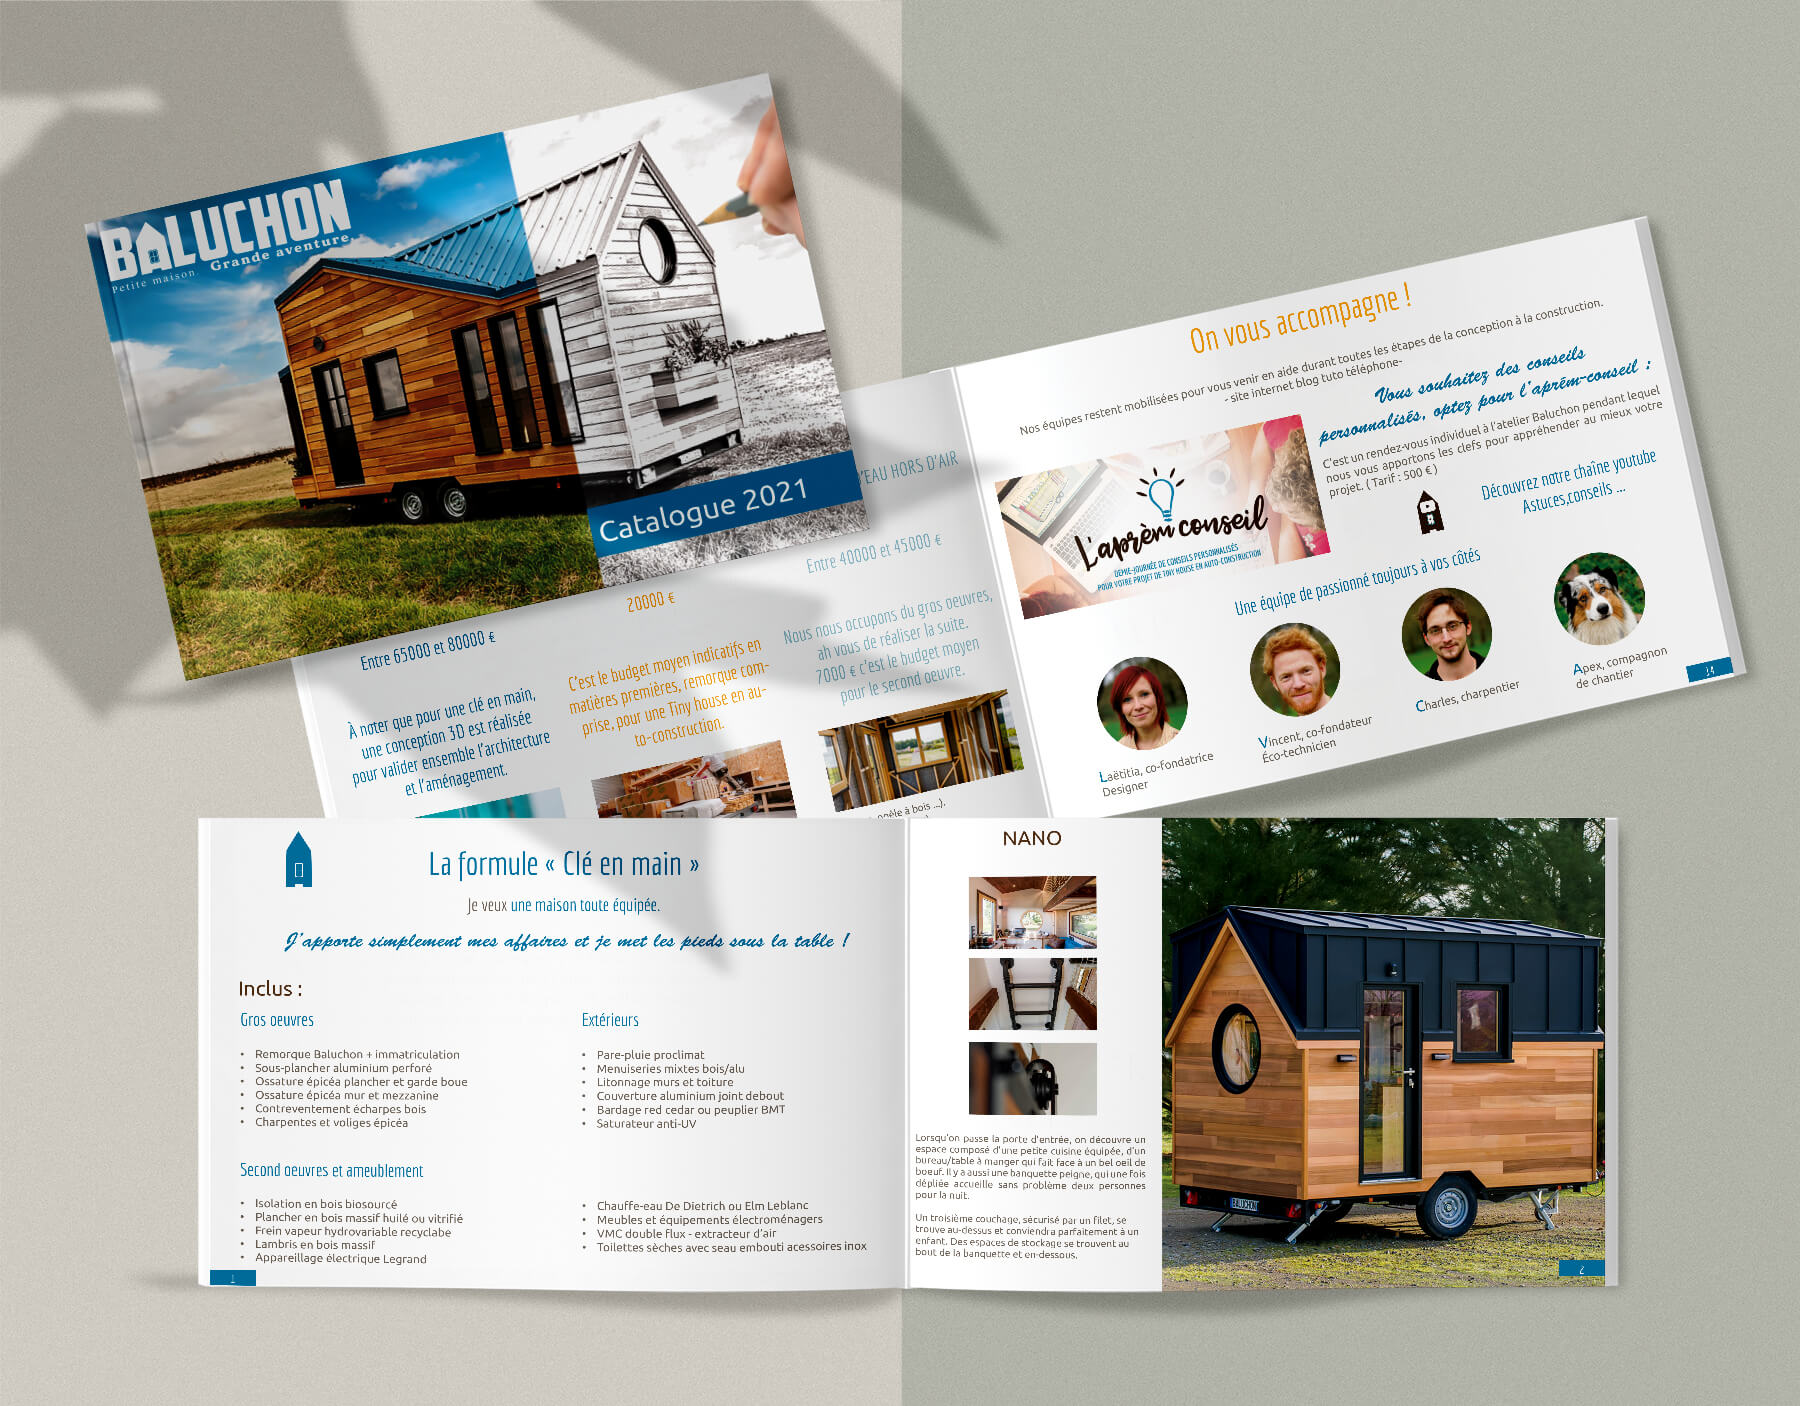 BALUCHON
Petite maison. Grande aventure.
Catalogue 2021
'EAU HORS D'AIR
Entre 65000 et 80000 €
À noter que pour une clé en main,
une conception 3D est réalisée
pour valider ensemble l'architecture
et l'aménagement.
20000 €
C'est le budget moyen indicatifs en
matières premières, remorque com-
prise, pour une Tiny house en au-
to-construction.
Entre 40000 et 45000 €
Nous nous occupons du gros oeuvres,
ah vous de réaliser la suite.
7000 € c'est le budget moyen
pour le second oeuvre.
poêle à bois ...).
On vous accompagne !
Nos équipes restent mobilisées pour vous venir en aide durant toutes les étapes de la conception à la construction.
- site internet blog tuto téléphone-
L'aprèm conseil
DEMIE-JOURNÉE DE CONSEILS PERSONNALISÉS
POUR VOTRE PROJET DE TINY HOUSE EN AUTO-CONSTRUCTION
Vous souhaitez des conseils
personnalisés, optez pour l'aprém-conseil :
C'est un rendez-vous individuel à l'atelier Baluchon pendant lequel
nous vous apportons les clefs pour appréhender au mieux votre
projet. ( Tarif : 500 € )
Découvrez notre chaîne youtube
Astuces,conseils ...
Une équipe de passionné toujours à vos côtés
Laëtitia, co-fondatrice
Designer
Vincent, co-fondateur
Éco-technicien
Charles, charpentier
Apex, compagnon
de chantier
La formule « Clé en main »
Je veux une maison toute équipée.
J'apporte simplement mes affaires et je met les pieds sous la table !
Inclus :
Gros oeuvres
• Remorque Baluchon + immatriculation
• Sous-plancher aluminium perforé
• Ossature épicéa plancher et garde boue
• Ossature épicéa mur et mezzanine
• Contreventement écharpes bois
• Charpentes et voliges épicéa
Extérieurs
• Pare-pluie proclimat
• Menuiseries mixtes bois/alu
• Litonnage murs et toiture
• Couverture aluminium joint debout
• Bardage red cedar ou peuplier BMT
• Saturateur anti-UV
Second oeuvres et ameublement
• Isolation en bois biosourcé
• Plancher en bois massif huilé ou vitrifié
• Frein vapeur hydrovariable recyclabe
• Lambris en bois massif
• Appareillage électrique Legrand
• Chauffe-eau De Dietrich ou Elm Leblanc
• Meubles et équipements électroménagers
• VMC double flux - extracteur d'air
• Toilettes sèches avec seau embouti acessoires inox
1
NANO
Lorsqu'on passe la porte d'entrée, on découvre un
espace composé d'une petite cuisine équipée, d'un
bureau/table à manger qui fait face à un bel oeil de
boeuf. Il y a aussi une banquette peigne, qui une fois
dépliée accueille sans problème deux personnes
pour la nuit.
Un troisième couchage, sécurisé par un filet, se
trouve au-dessus et conviendra parfaitement à un
enfant. Des espaces de stockage se trouvent au
bout de la banquette et en-dessous.
BALUCHON
2